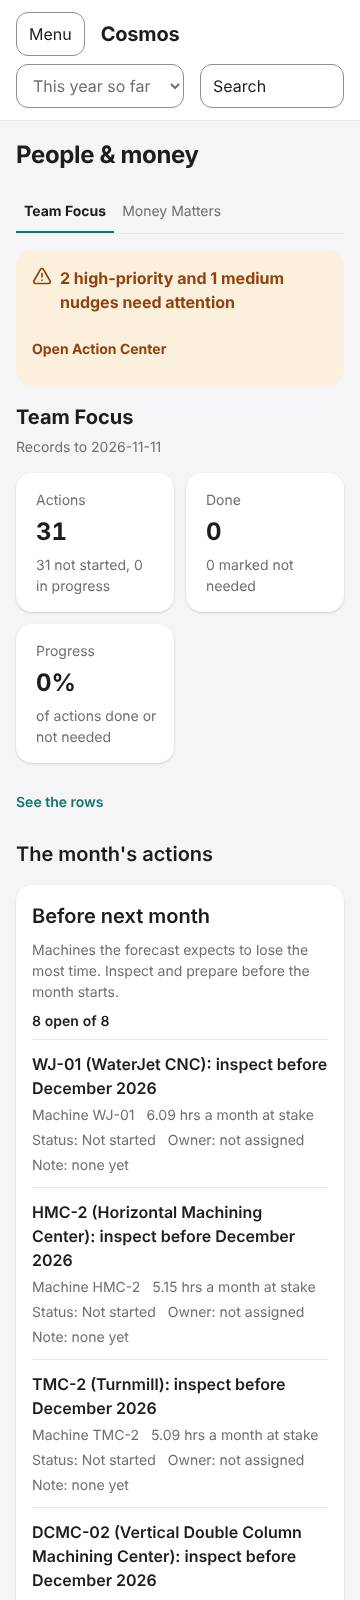 Menu
Cosmos
This year so far
Search
People & money
Team Focus
Money Matters
2 high-priority and 1 medium
nudges need attention
Open Action Center
Team Focus
Records to 2026-11-11
Actions
31
31 not started, 0
in progress
Done
0
0 marked not
needed
Progress
0%
of actions done or
not needed
See the rows
The month's actions
Before next month
Machines the forecast expects to lose the
most time. Inspect and prepare before the
month starts.
8 open of 8
WJ-01 (WaterJet CNC): inspect before
December 2026
Machine WJ-01 6.09 hrs a month at stake
Status: Not started Owner: not assigned
Note: none yet
HMC-2 (Horizontal Machining
Center): inspect before December
2026
Machine HMC-2 5.15 hrs a month at stake
Status: Not started Owner: not assigned
Note: none yet
TMC-2 (Turnmill): inspect before
December 2026
Machine TMC-2 5.09 hrs a month at stake
Status: Not started Owner: not assigned
Note: none yet
DCMC-02 (Vertical Double Column
Machining Center): inspect before
December 2026